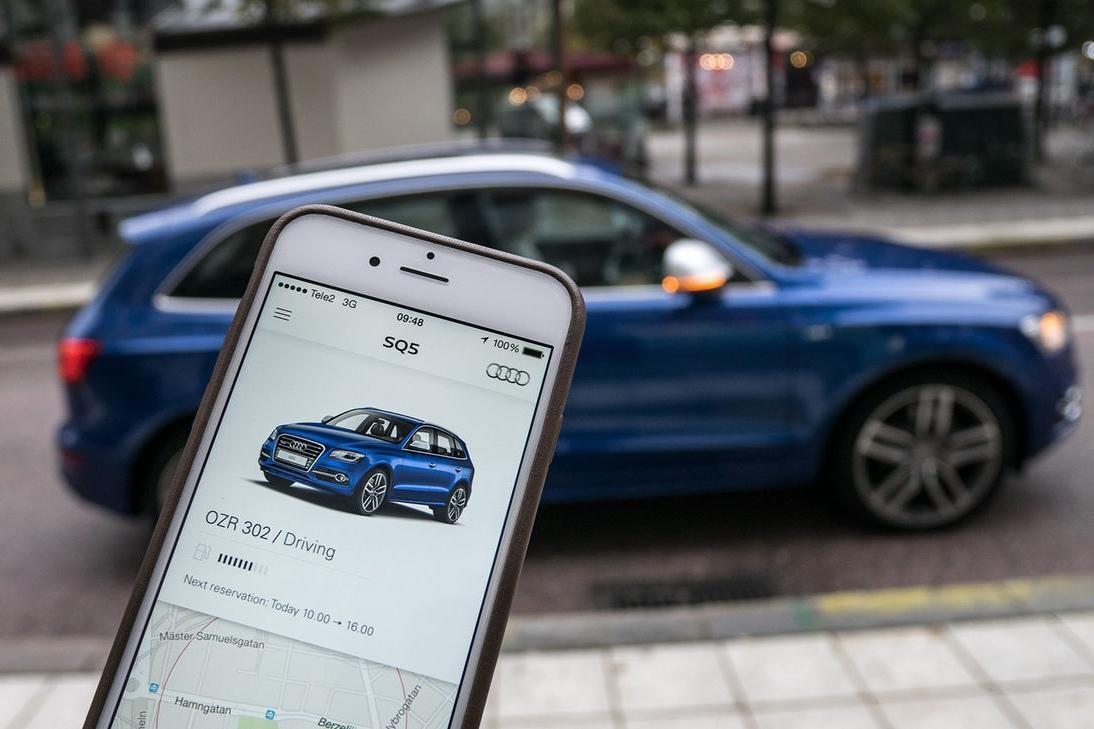 Tele2 3G
09:48
100%
SQ5
OZR 302 / Driving
Next reservation: Today 10.00 → 16.00
Mäster Samuelsgatan
Hamngatan